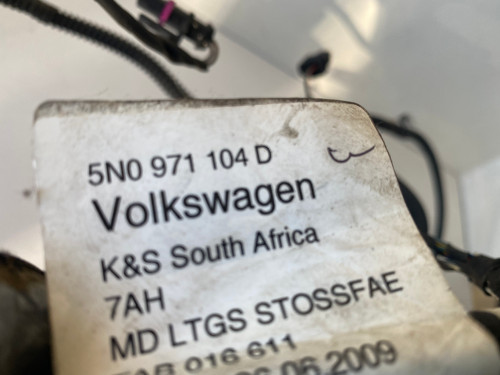 5N0 971 104 D
Volkswagen
K&S South Africa
7AH
MD LTGS STOSSFAE
016 611
.06.2009